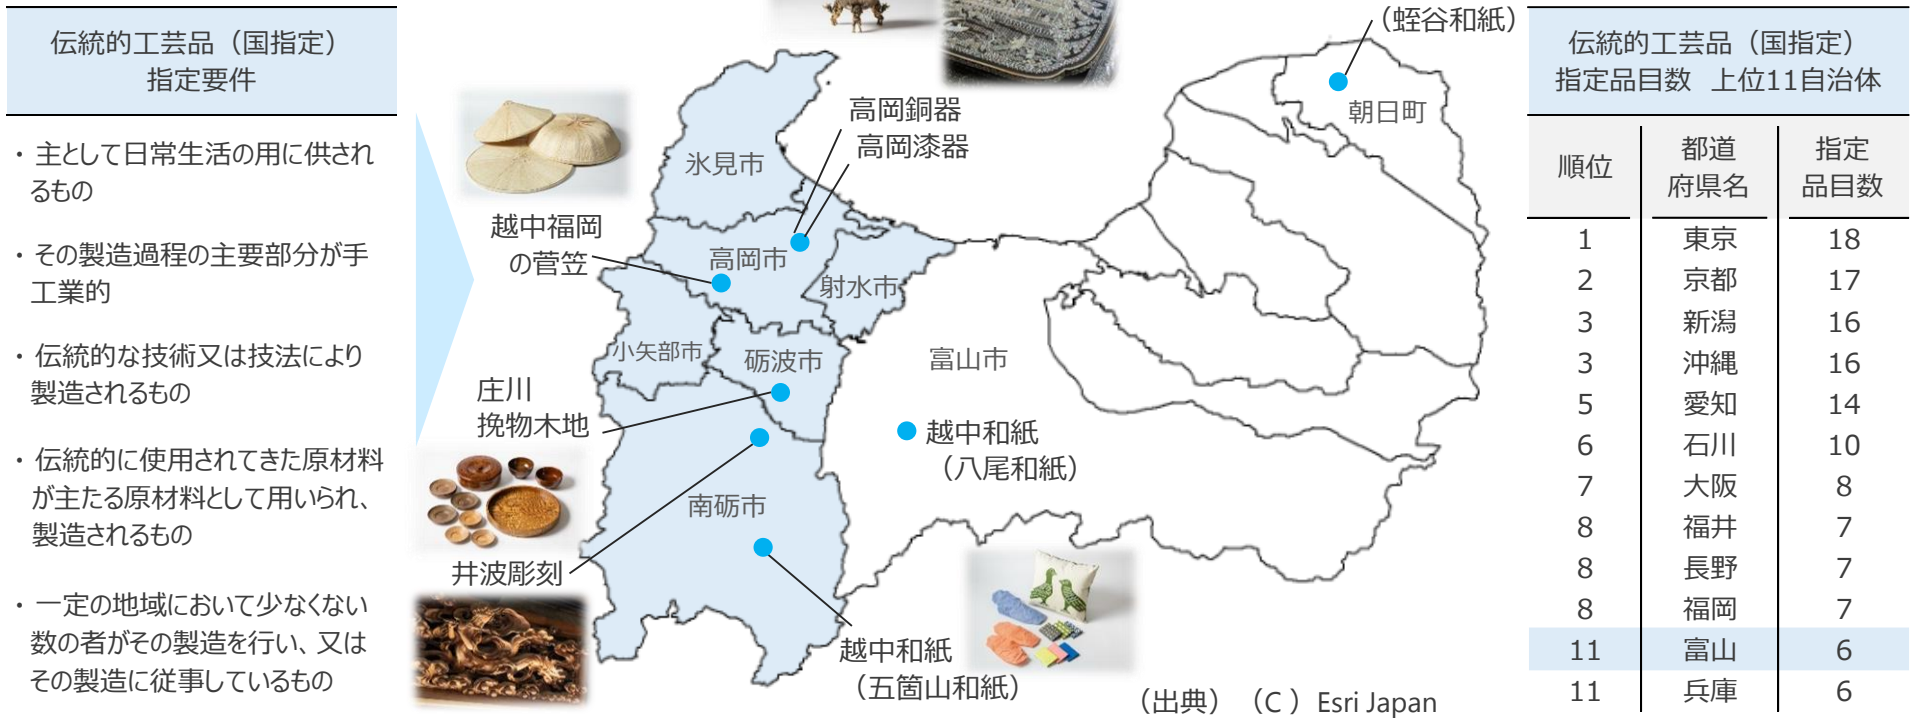 伝統的工芸品（国指定）
指定要件
・主として日常生活の用に供され
るもの
・その製造過程の主要部分が手
工業的
・伝統的な技術又は技法により
製造されるもの
・伝統的に使用されてきた原材料
が主たる原材料として用いられ、
製造されるもの
・一定の地域において少なくない
数の者がその製造を行い、又は
その製造に従事しているもの
（蛭谷和紙）
朝日町
高岡銅器
高岡漆器
氷見市
越中福岡
の菅笠
高岡市
射水市
小矢部市
砺波市
富山市
庄川
挽物木地
越中和紙
（八尾和紙）
南砺市
井波彫刻
越中和紙
（五箇山和紙）
（出典）（C ）Esri Japan
伝統的工芸品（国指定）
指定品目数 上位11自治体
順位 都道府県名 指定品目数
1 東京 18
2 京都 17
3 新潟 16
3 沖縄 16
5 愛知 14
6 石川 10
7 大阪 8
8 福井 7
8 長野 7
8 福岡 7
11 富山 6
11 兵庫 6